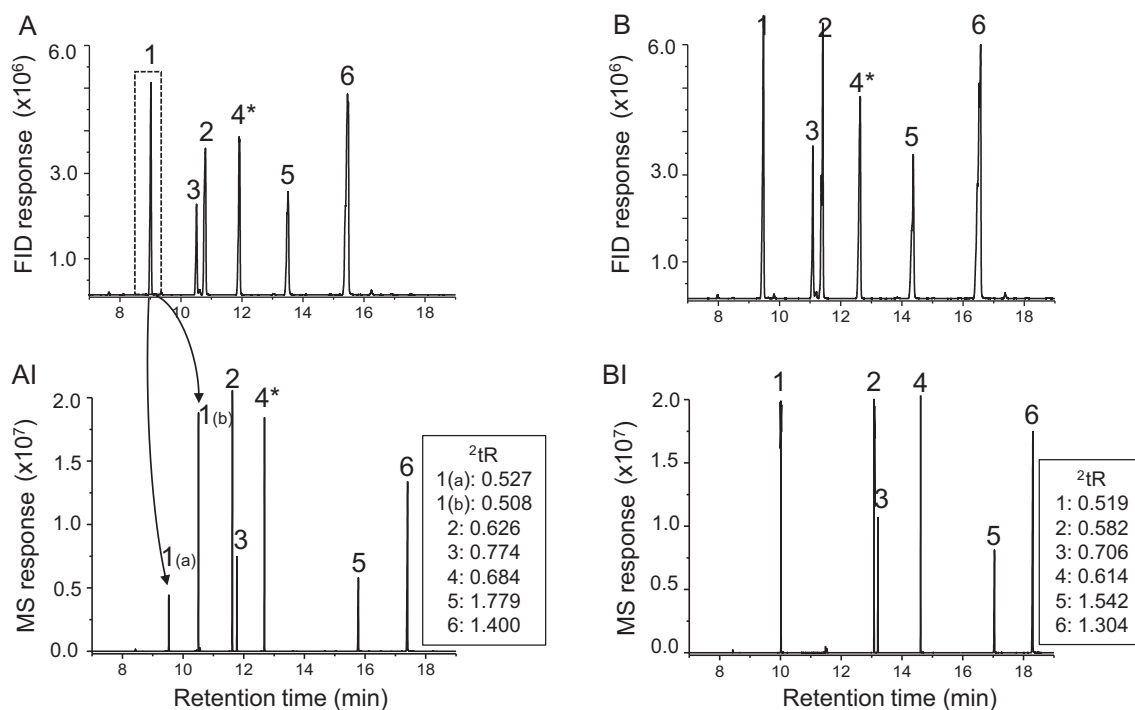 A
FID response (x10⁶)
6.0
3.0
1.0
1
2
3
4*
5
6
8 10 12 14 16 18
B
FID response (x10⁶)
6.0
3.0
1.0
1
2
3
4*
5
6
8 10 12 14 16 18
AI
MS response (x10⁷)
2.0
1.5
1.0
0.5
0.0
1(a)
1(b)
2
3
4*
5
6
²tR
1(a): 0.527
1(b): 0.508
2: 0.626
3: 0.774
4: 0.684
5: 1.779
6: 1.400
8 10 12 14 16 18
Retention time (min)
BI
MS response (x10⁷)
2.0
1.5
1.0
0.5
0.0
1
2
3
4
5
6
²tR
1: 0.519
2: 0.582
3: 0.706
4: 0.614
5: 1.542
6: 1.304
8 10 12 14 16 18
Retention time (min)